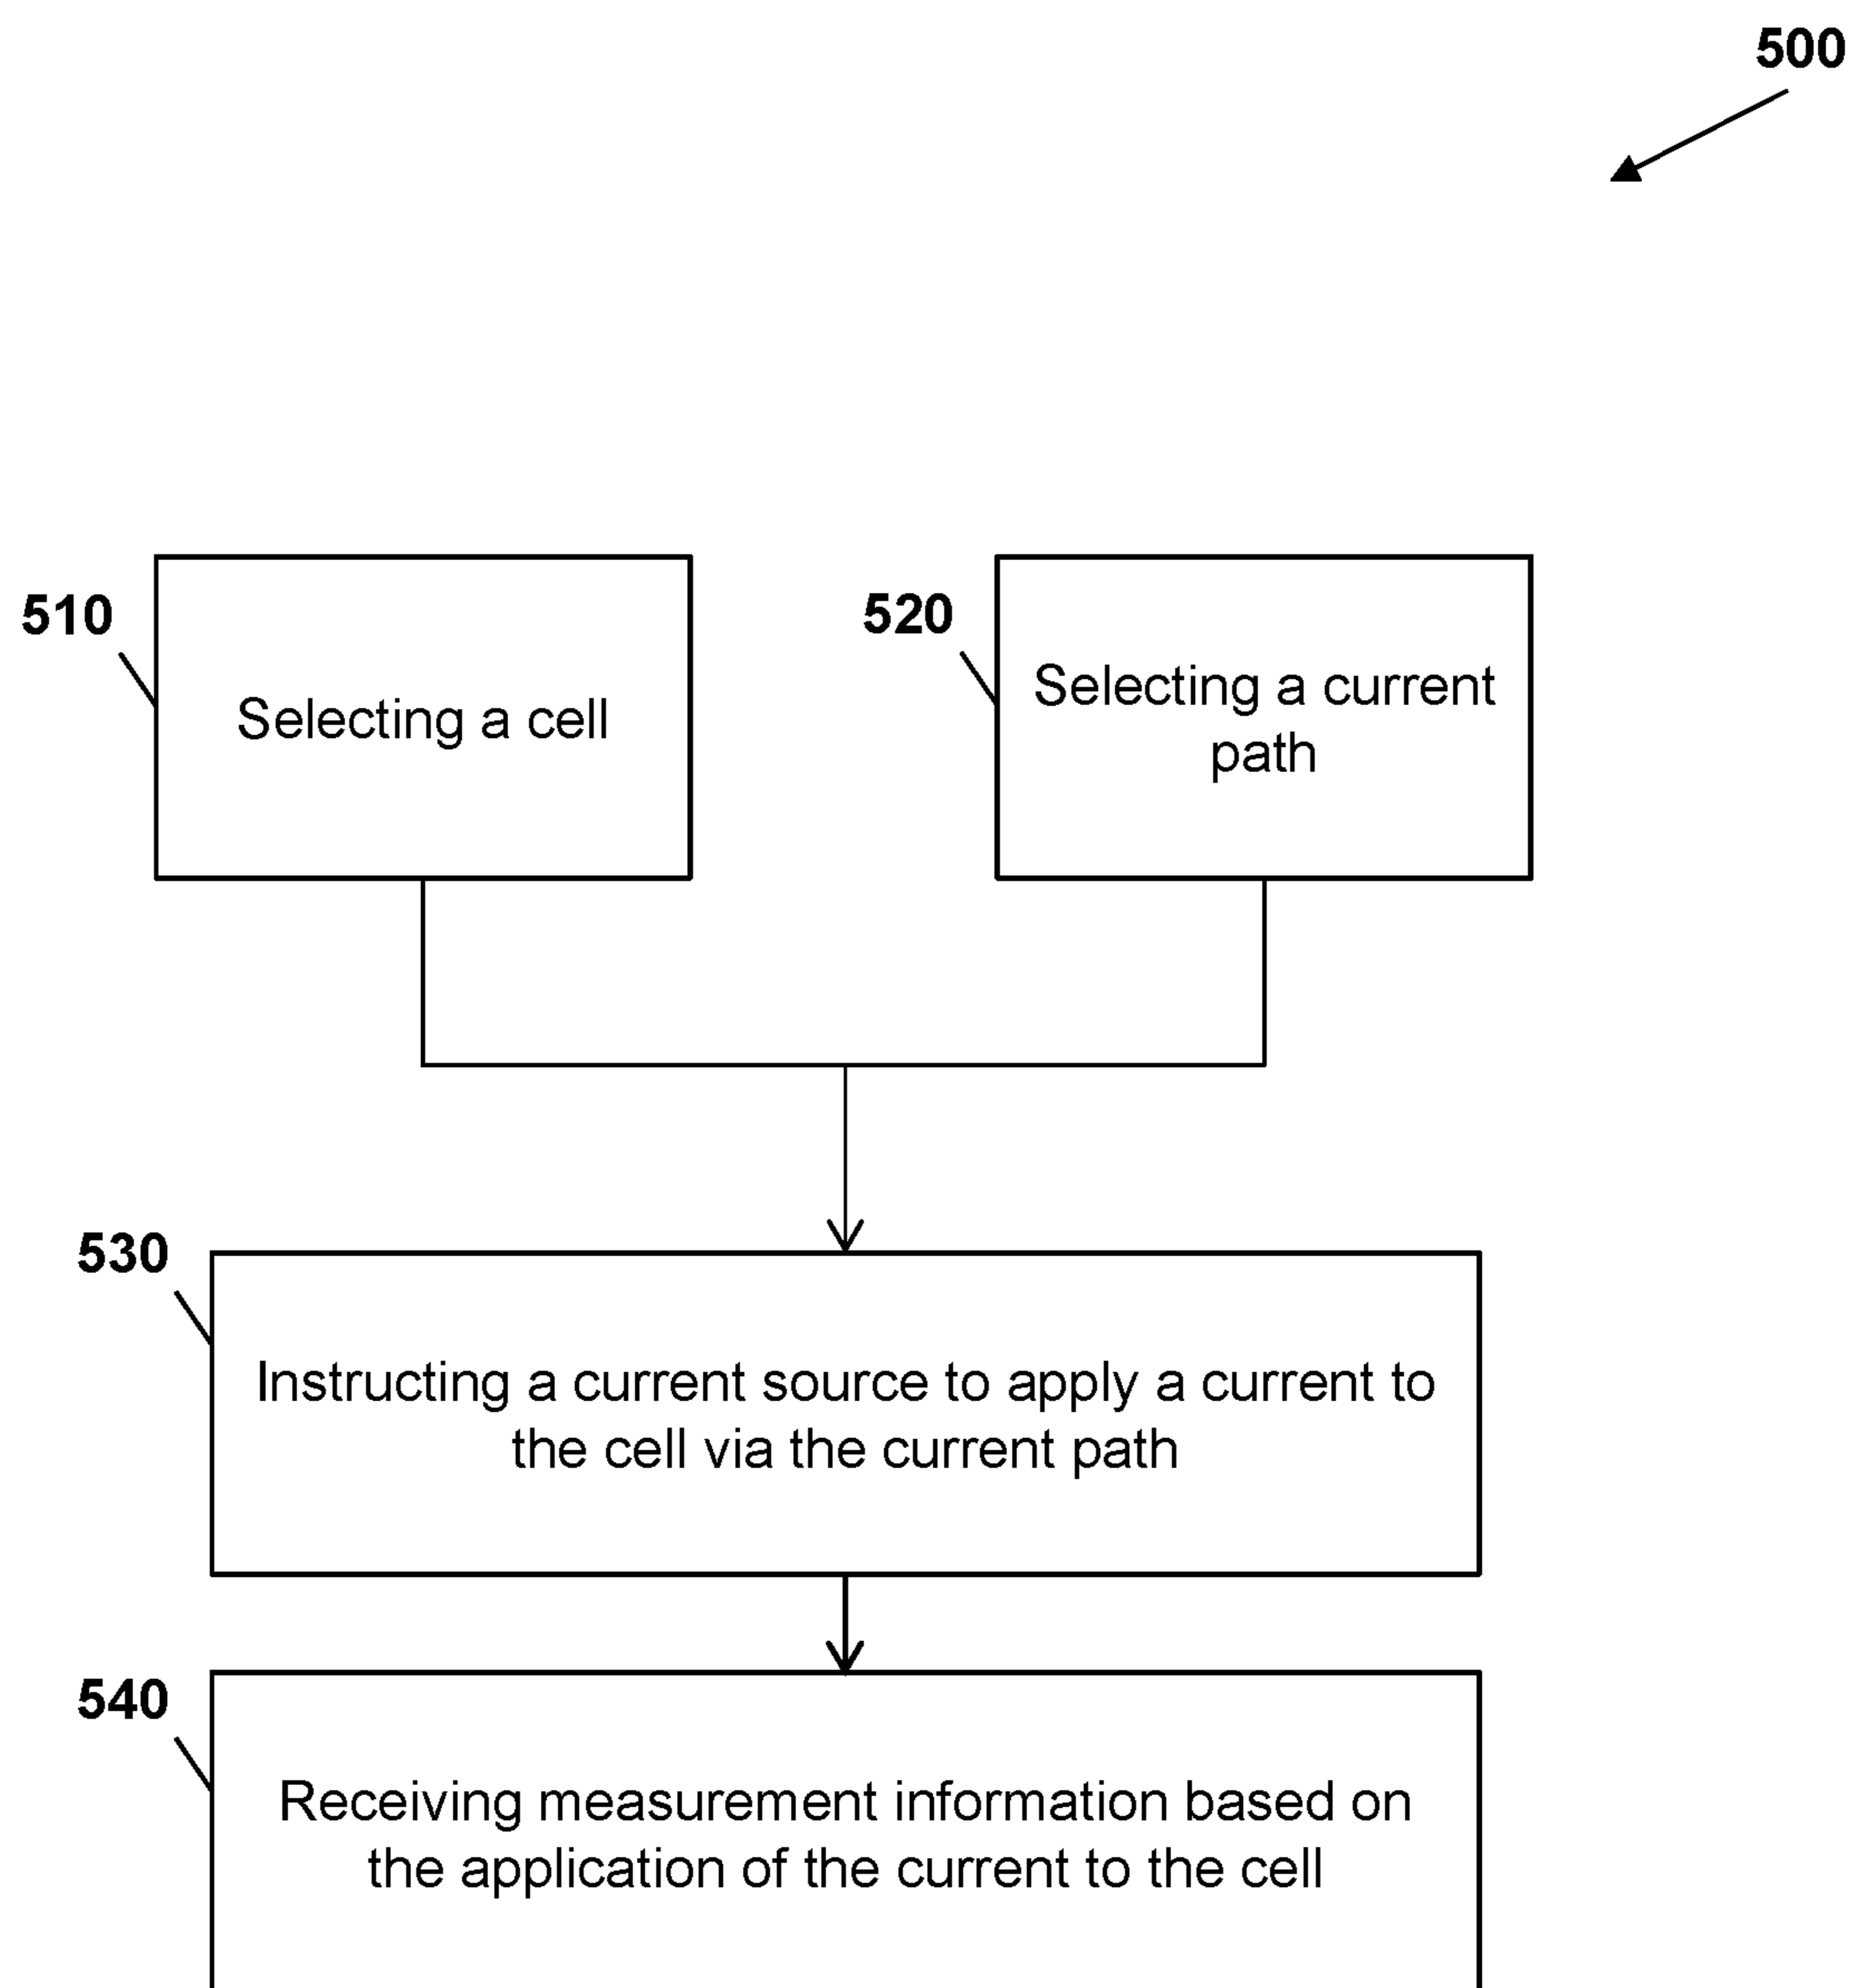 500
510
Selecting a cell
520
Selecting a current
path
530
Instructing a current source to apply a current to
the cell via the current path
540
Receiving measurement information based on
the application of the current to the cell